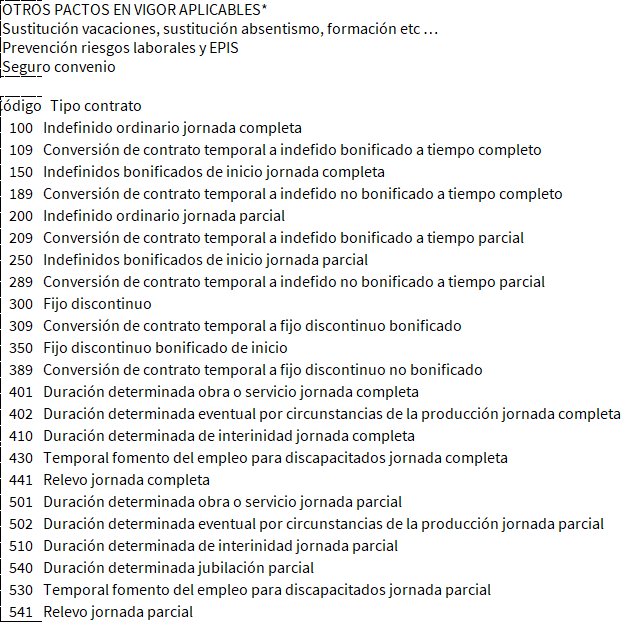 OTROS PACTOS EN VIGOR APLICABLES*
Sustitución vacaciones, sustitución absentismo, formación etc ...
Prevención riesgos laborales y EPIS
Seguro convenio
ódigo Tipo contrato
100 Indefinido ordinario jornada completa
109 Conversión de contrato temporal a indefido bonificado a tiempo completo
150 Indefinidos bonificados de inicio jornada completa
189 Conversión de contrato temporal a indefido no bonificado a tiempo completo
200 Indefinido ordinario jornada parcial
209 Conversión de contrato temporal a indefido bonificado a tiempo parcial
250 Indefinidos bonificados de inicio jornada parcial
289 Conversión de contrato temporal a indefido no bonificado a tiempo parcial
300 Fijo discontinuo
309 Conversión de contrato temporal a fijo discontinuo bonificado
350 Fijo discontinuo bonificado de inicio
389 Conversión de contrato temporal a fijo discontinuo no bonificado
401 Duración determinada obra o servicio jornada completa
402 Duración determinada eventual por circunstancias de la producción jornada completa
410 Duración determinada de interinidad jornada completa
430 Temporal fomento del empleo para discapacitados jornada completa
441 Relevo jornada completa
501 Duración determinada obra o servicio jornada parcial
502 Duración determinada eventual por circunstancias de la producción jornada parcial
510 Duración determinada de interinidad jornada parcial
540 Duración determinada jubilación parcial
530 Temporal fomento del empleo para discapacitados jornada parcial
541 Relevo jornada parcial